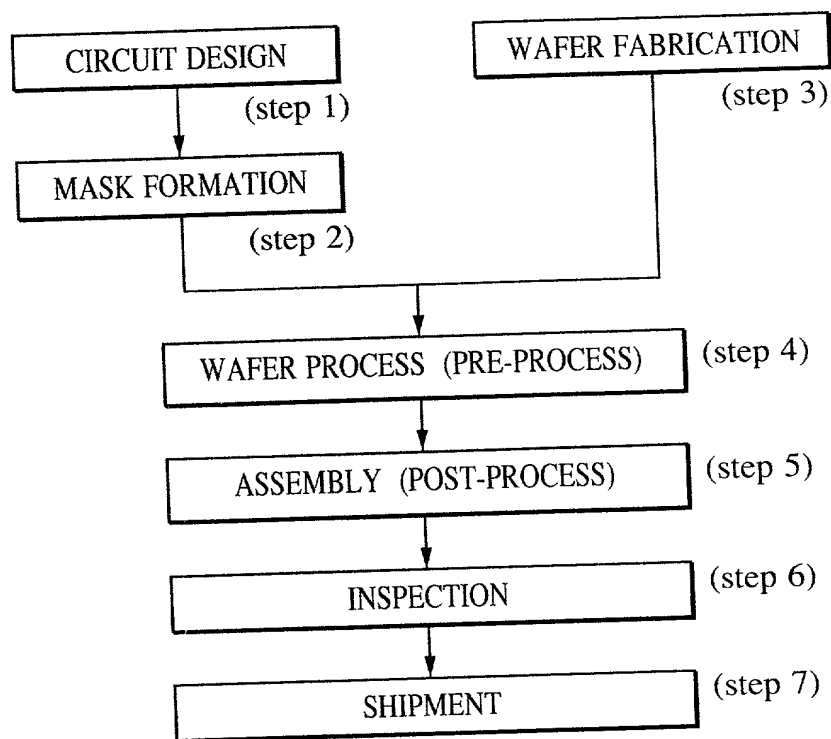 CIRCUIT DESIGN
(step 1)
MASK FORMATION
(step 2)
WAFER FABRICATION
(step 3)
WAFER PROCESS (PRE-PROCESS)
(step 4)
ASSEMBLY (POST-PROCESS)
(step 5)
INSPECTION
(step 6)
SHIPMENT
(step 7)